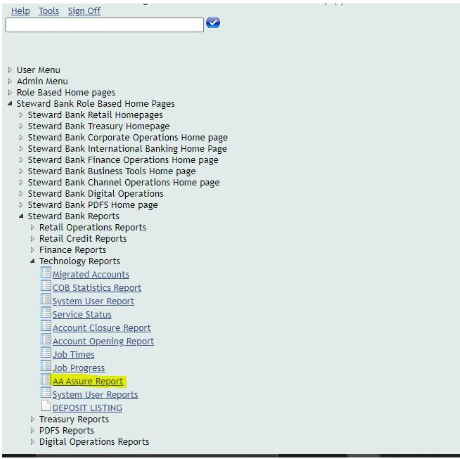 Help Tools Sign Off
User Menu
Admin Menu
Role Based Home pages
Steward Bank Role Based Home Pages
Steward Bank Retail Homepages
Steward Bank Treasury Homepage
Steward Bank Corporate Operations Home page
Steward Bank International Banking Home Page
Steward Bank Finance Operations Home page
Steward Bank Business Tools Home page
Steward Bank Channel Operations Home page
Steward Bank Digital Operations
Steward Bank PDFS Home page
Steward Bank Reports
Retail Operations Reports
Retail Credit Reports
Finance Reports
Technology Reports
Migrated Accounts
COB Statistics Report
System User Report
Service Status
Account Closure Report
Account Opening Report
Job Times
Job Progress
AA Assure Report
System User Reports
DEPOSIT LISTING
Treasury Reports
PDFS Reports
Digital Operations Reports